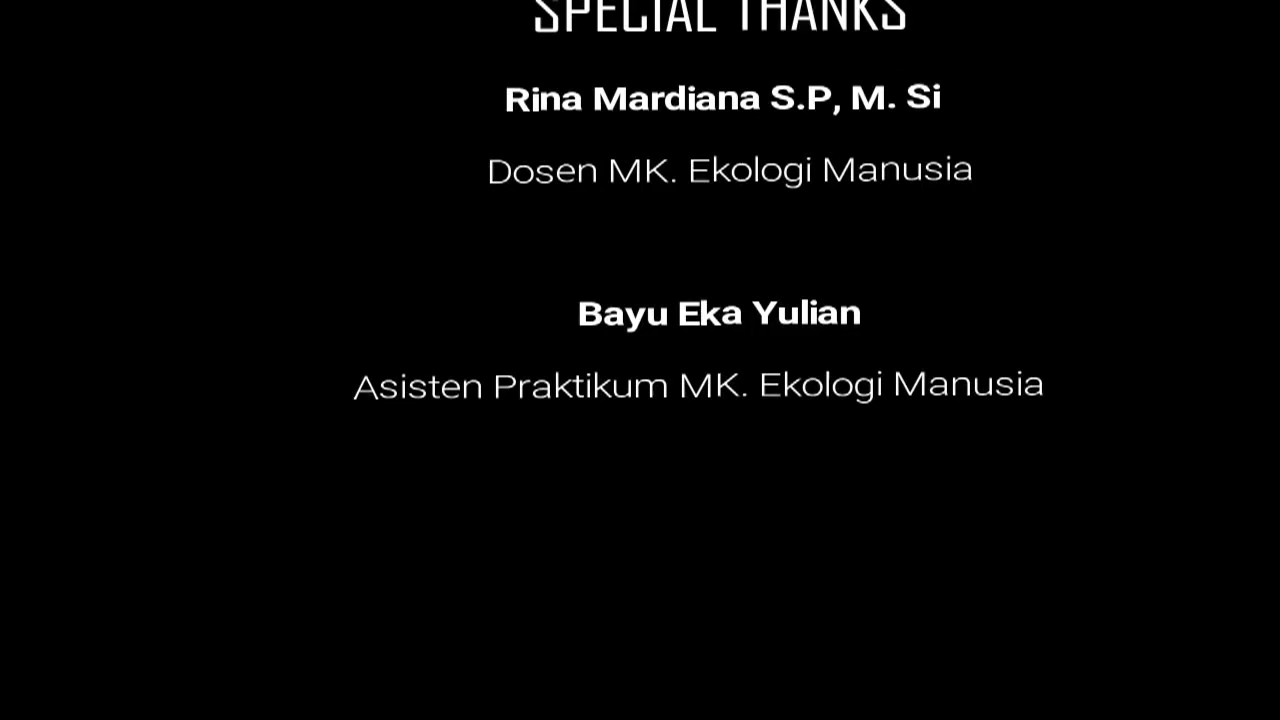 SPECIAL THANKS
Rina Mardiana S.P, M. Si
Dosen MK. Ekologi Manusia
Bayu Eka Yulian
Asisten Praktikum MK. Ekologi Manusia